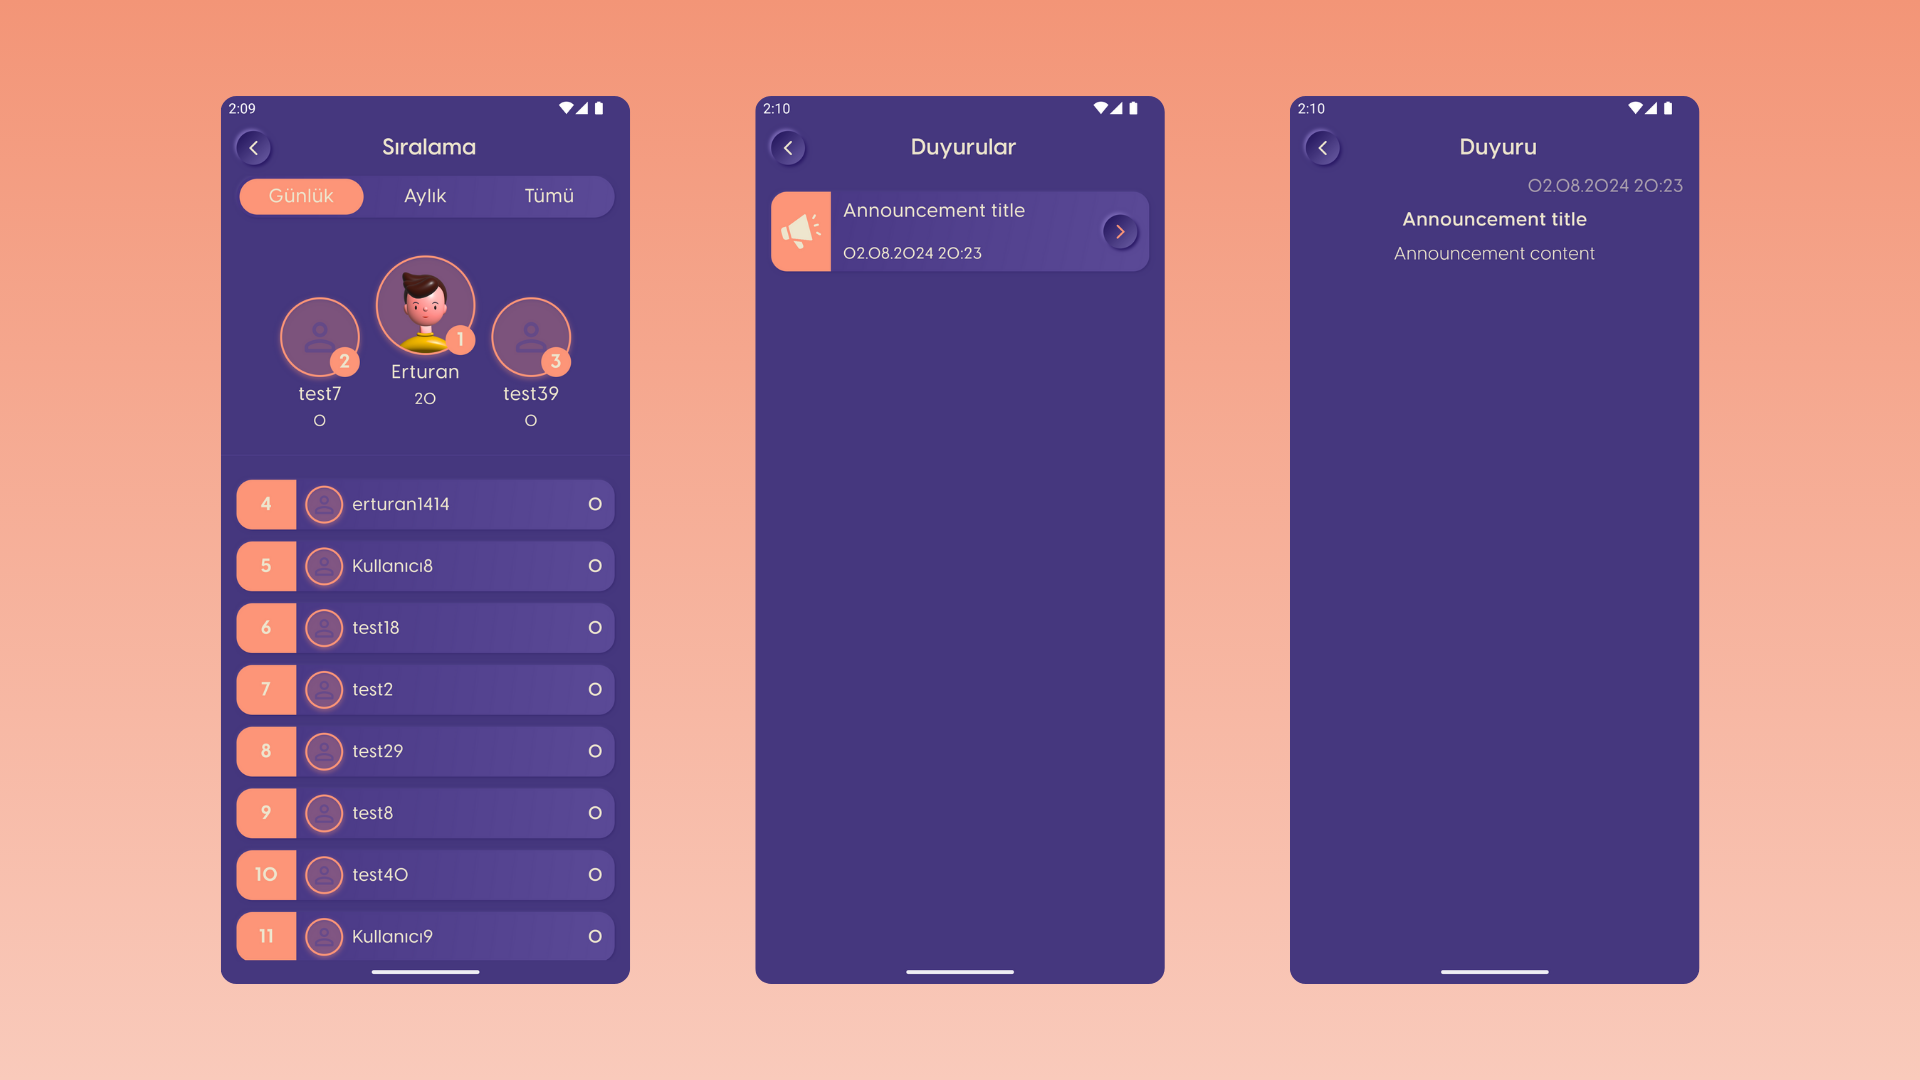 2:09
Sıralama
Günlük Aylık Tümü
1
2
3
Erturan
20
test7
0
test39
0
4 erturan1414 0
5 Kullanıcı8 0
6 test18 0
7 test2 0
8 test29 0
9 test8 0
10 test40 0
11 Kullanıcı9 0
2:10
Duyurular
Announcement title
02.08.2024 20:23
2:10
Duyuru
02.08.2024 20:23
Announcement title
Announcement content